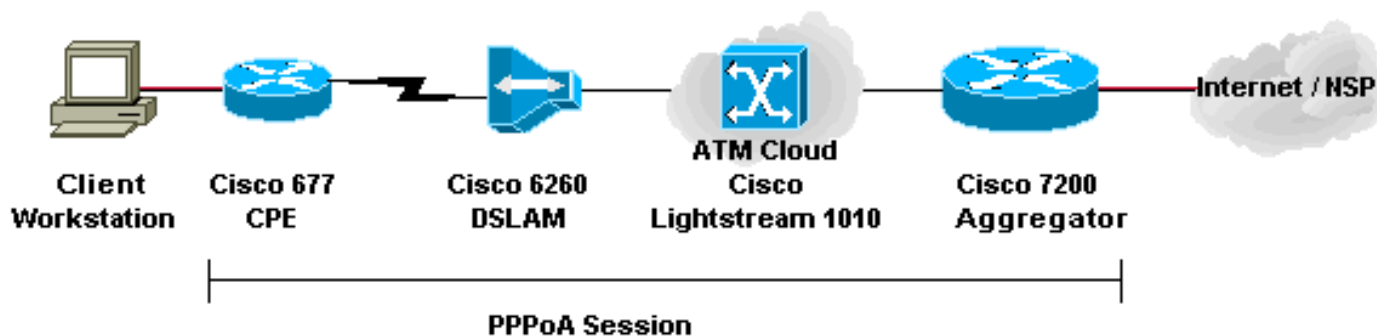 Internet / NSP
ATM Cloud
Client
Workstation
Cisco 677
CPE
Cisco 6260
DSLAM
Cisco
Lightstream 1010
Cisco 7200
Aggregator
PPPoA Session